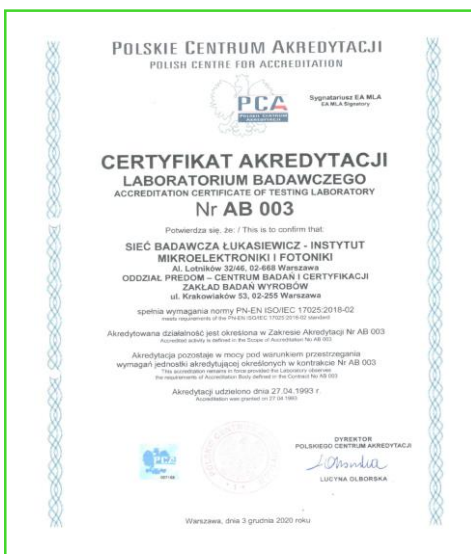 POLSKIE CENTRUM AKREDYTACJI
POLISH CENTRE FOR ACCREDITATION
PCA
POLSKIE CENTRUM
AKREDYTACJI
Sygnatariusz EA MLA
EA MLA Signatory
CERTYFIKAT AKREDYTACJI
LABORATORIUM BADAWCZEGO
ACCREDITATION CERTIFICATE OF TESTING LABORATORY
Nr AB 003
Potwierdza się, że: / This is to confirm that:
SIEĆ BADAWCZA ŁUKASIEWICZ - INSTYTUT
MIKROELEKTRONIKI I FOTONIKI
Al. Lotników 32/46, 02-668 Warszawa
ODDZIAŁ PREDOM – CENTRUM BADAŃ I CERTYFIKACJI
ZAKŁAD BADAŃ WYROBÓW
ul. Krakowiaków 53, 02-255 Warszawa
spełnia wymagania normy PN-EN ISO/IEC 17025:2018-02
meets requirements of the PN-EN ISO/IEC 17025:2018-02 standard
Akredytowana działalność jest określona w Zakresie Akredytacji Nr AB 003
Accredited activity is defined in the Scope of Accreditation No AB 003
Akredytacja pozostaje w mocy pod warunkiem przestrzegania
wymagań jednostki akredytującej określonych w kontrakcie Nr AB 003
This accreditation remains in force provided the Laboratory observes
the requirements of Accreditation Body defined in the Contract No AB 003
Akredytacji udzielono dnia 27.04.1993 r.
Accreditation was granted on 27.04.1993
DYREKTOR
POLSKIEGO CENTRUM AKREDYTACJI
LUCYNA OLBORSKA
Warszawa, dnia 3 grudnia 2020 roku